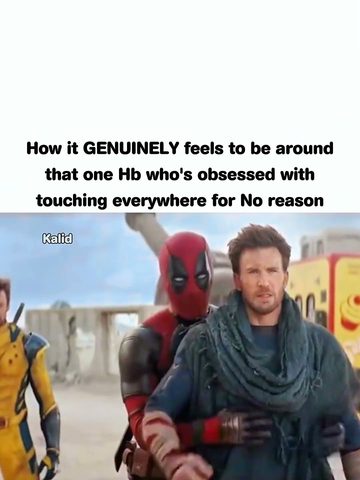 How it GENUINELY feels to be around
that one Hb who's obsessed with
touching everywhere for No reason
Kalid